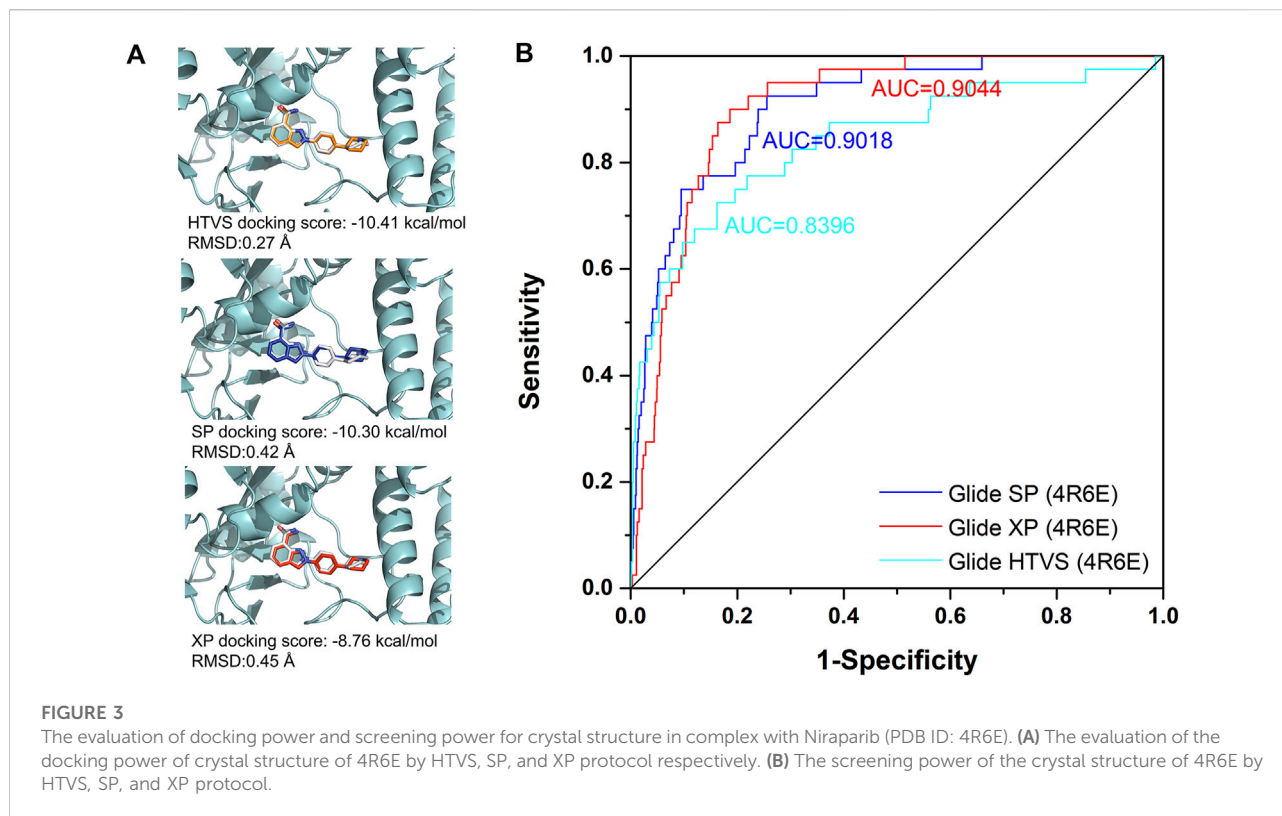 A
HTVS docking score: -10.41 kcal/mol
RMSD:0.27 Å
SP docking score: -10.30 kcal/mol
RMSD:0.42 Å
XP docking score: -8.76 kcal/mol
RMSD:0.45 Å
B
1.0
0.8
0.6
0.4
0.2
0.0
Sensitivity
AUC=0.9044
AUC=0.9018
AUC=0.8396
Glide SP (4R6E)
Glide XP (4R6E)
Glide HTVS (4R6E)
0.0 0.2 0.4 0.6 0.8 1.0
1-Specificity
FIGURE 3
The evaluation of docking power and screening power for crystal structure in complex with Niraparib (PDB ID: 4R6E). (A) The evaluation of the
docking power of crystal structure of 4R6E by HTVS, SP, and XP protocol respectively. (B) The screening power of the crystal structure of 4R6E by
HTVS, SP, and XP protocol.